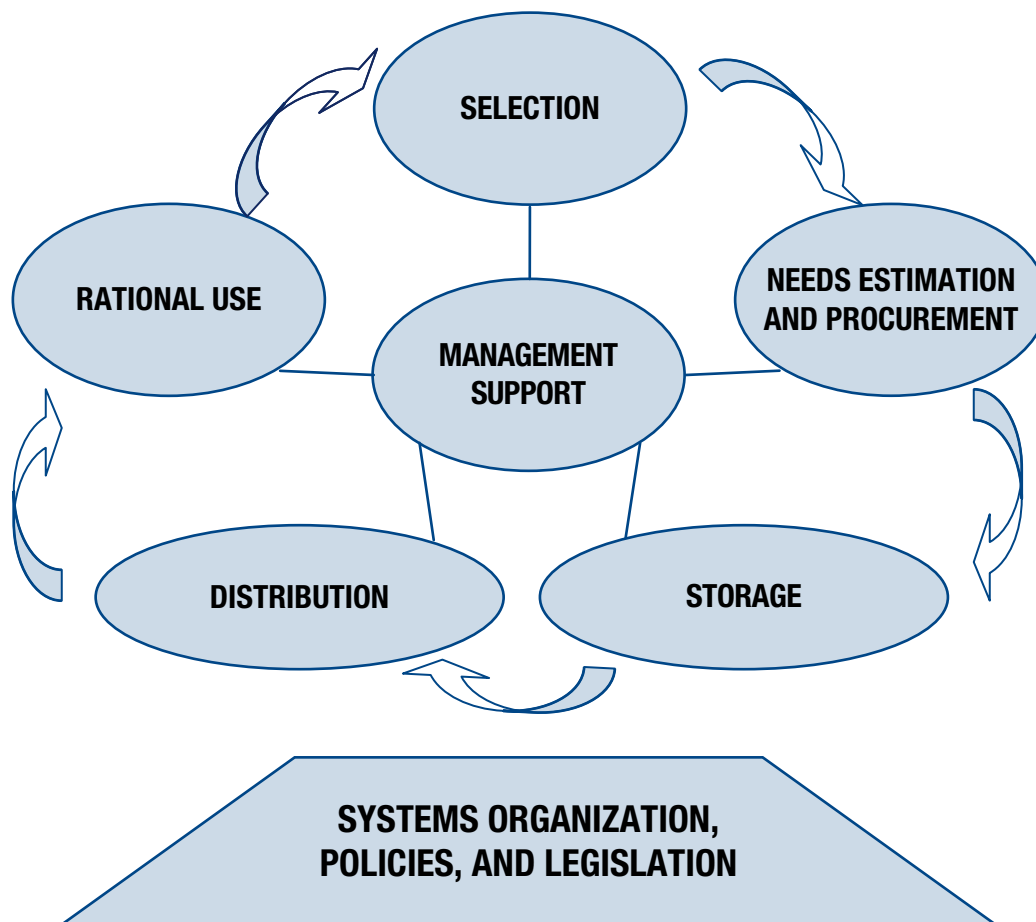 SELECTION
RATIONAL USE
NEEDS ESTIMATION
AND PROCUREMENT
MANAGEMENT
SUPPORT
DISTRIBUTION
STORAGE
SYSTEMS ORGANIZATION,
POLICIES, AND LEGISLATION